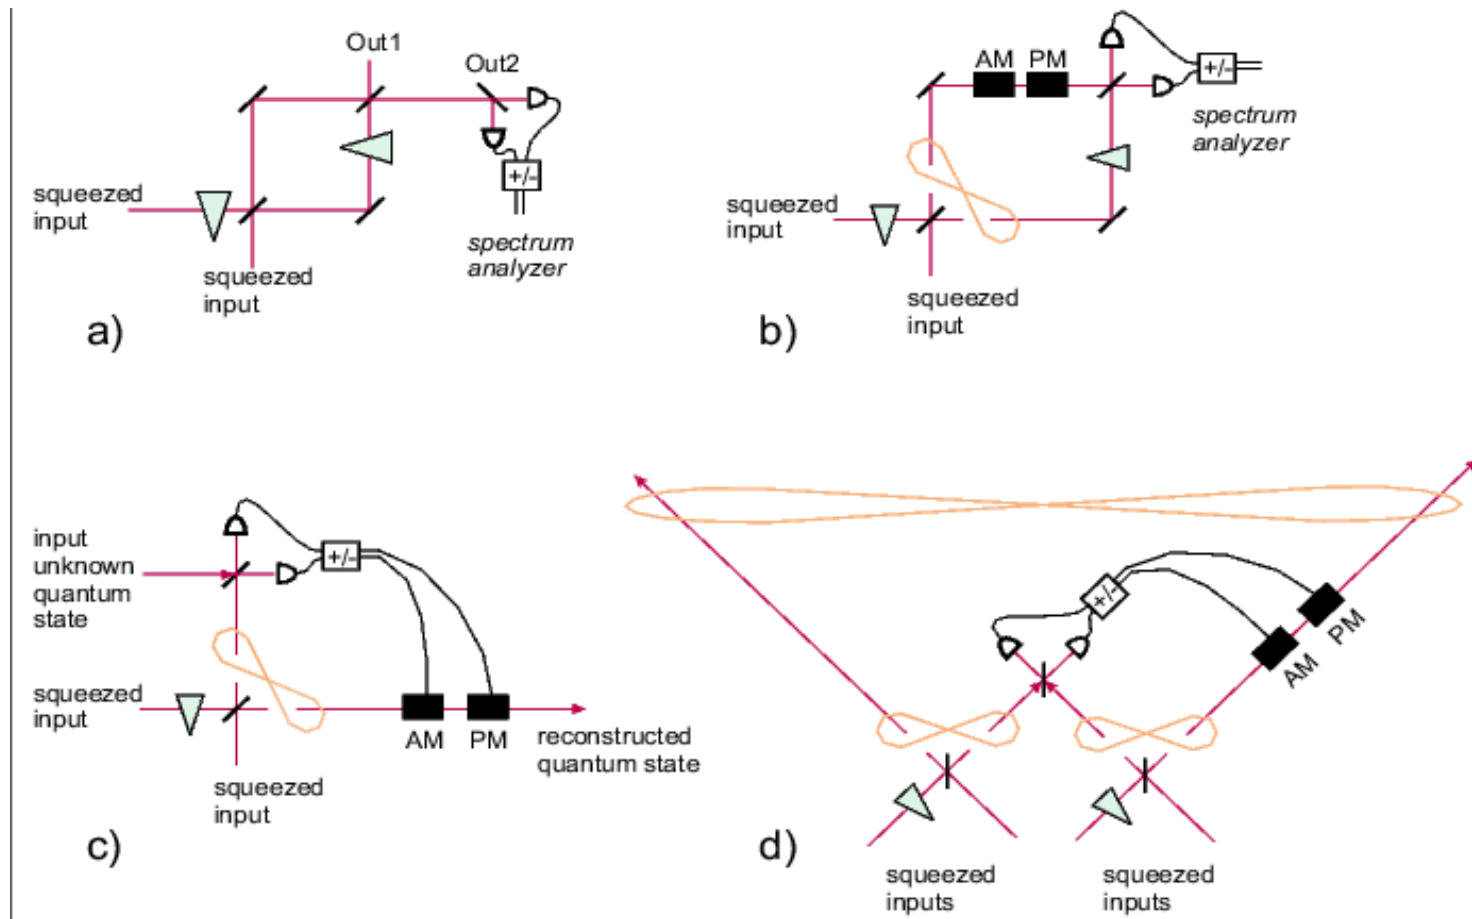 Out1
Out2
+/-
squeezed
input
squeezed
input
spectrum
analyzer
a)
AM PM
+/-
spectrum
analyzer
squeezed
input
squeezed
input
b)
input
unknown
quantum
state
+/-
squeezed
input
AM PM
reconstructed
quantum state
squeezed
input
c)
+/-
PM
AM
squeezed
inputs
squeezed
inputs
d)